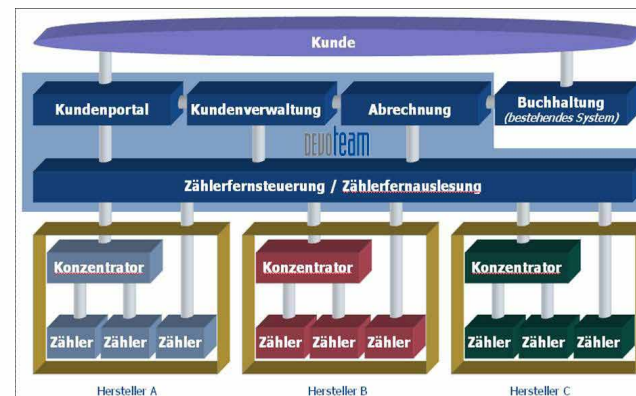 Kunde
Kundenportal
Kundenverwaltung
Abrechnung
Buchhaltung
(bestehendes System)
DEVOteam
Zählerfernsteuerung / Zählerfernauslesung
Konzentrator
Konzentrator
Konzentrator
Zähler Zähler Zähler
Zähler Zähler Zähler
Zähler Zähler Zähler
Hersteller A
Hersteller B
Hersteller C